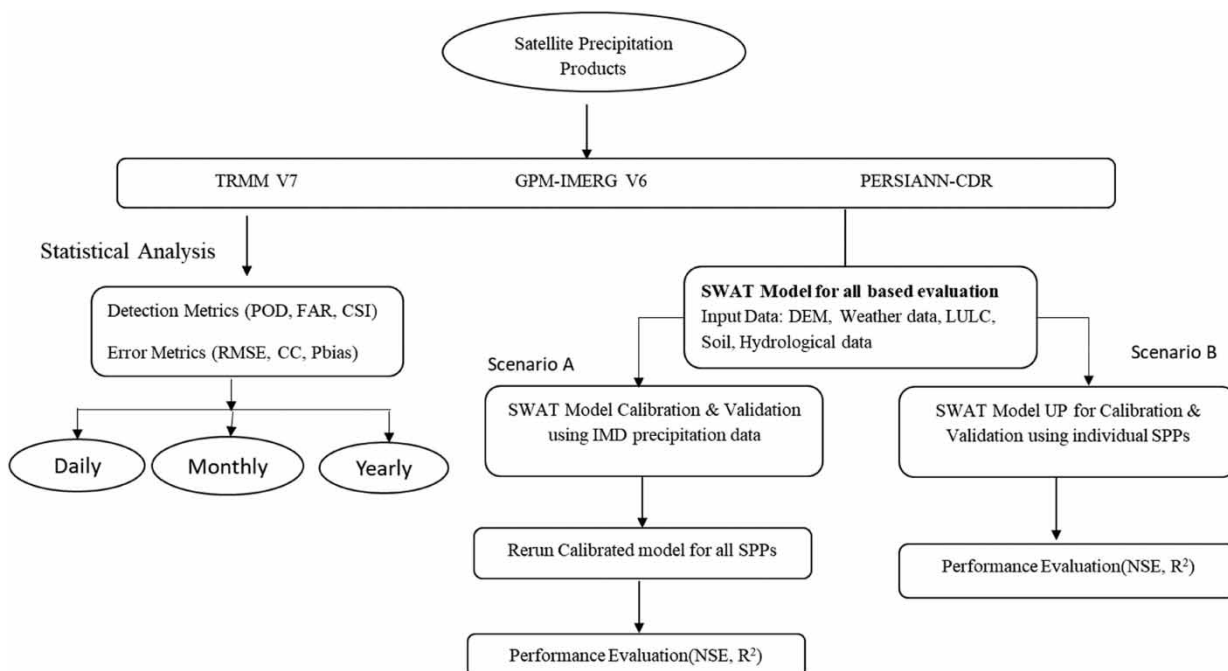 Satellite Precipitation
Products
TRMM V7 GPM-IMERG V6 PERSIANN-CDR
Statistical Analysis
Detection Metrics (POD, FAR, CSI)
Error Metrics (RMSE, CC, Pbias)
Daily
Monthly
Yearly
SWAT Model for all based evaluation
Input Data: DEM, Weather data, LULC,
Soil, Hydrological data
Scenario A
SWAT Model Calibration & Validation
using IMD precipitation data
Rerun Calibrated model for all SPPs
Performance Evaluation(NSE, R²)
Scenario B
SWAT Model UP for Calibration &
Validation using individual SPPs
Performance Evaluation(NSE, R²)